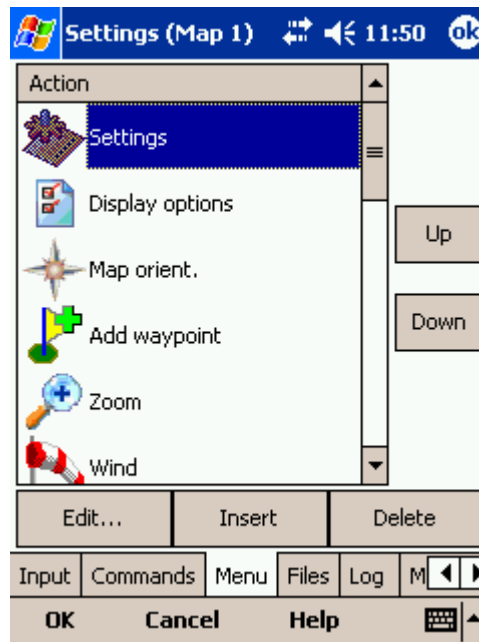 Settings (Map 1) 11:50 ok
Action
Settings
Display options
Map orient.
Add waypoint
Zoom
Wind
Up
Down
Edit... Insert Delete
Input Commands Menu Files Log M
OK Cancel Help